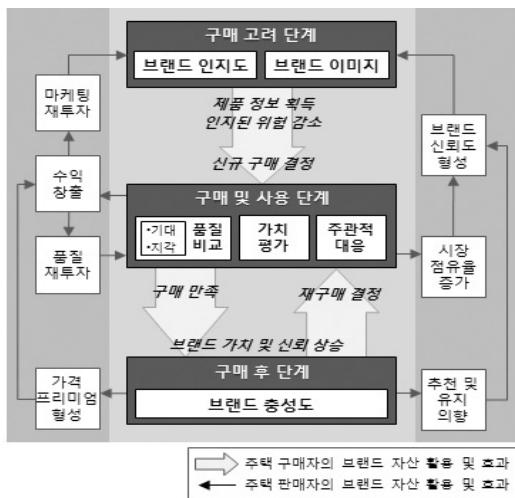 구매 고려 단계
브랜드 인지도
브랜드 이미지
마케팅
재투자
제품 정보 획득
인지된 위험 감소
브랜드
신뢰도
형성
수익
창출
신규 구매 결정
구매 및 사용 단계
•기대
•지각
품질
비교
가치
평가
주관적
대응
품질
재투자
시장
점유율
증가
구매 만족
재구매 결정
브랜드 가치 및 신뢰 상승
구매 후 단계
브랜드 충성도
가격
프리미엄
형성
추천 및
유지
의향
주택 구매자의 브랜드 자산 활용 및 효과
주택 판매자의 브랜드 자산 활용 및 효과